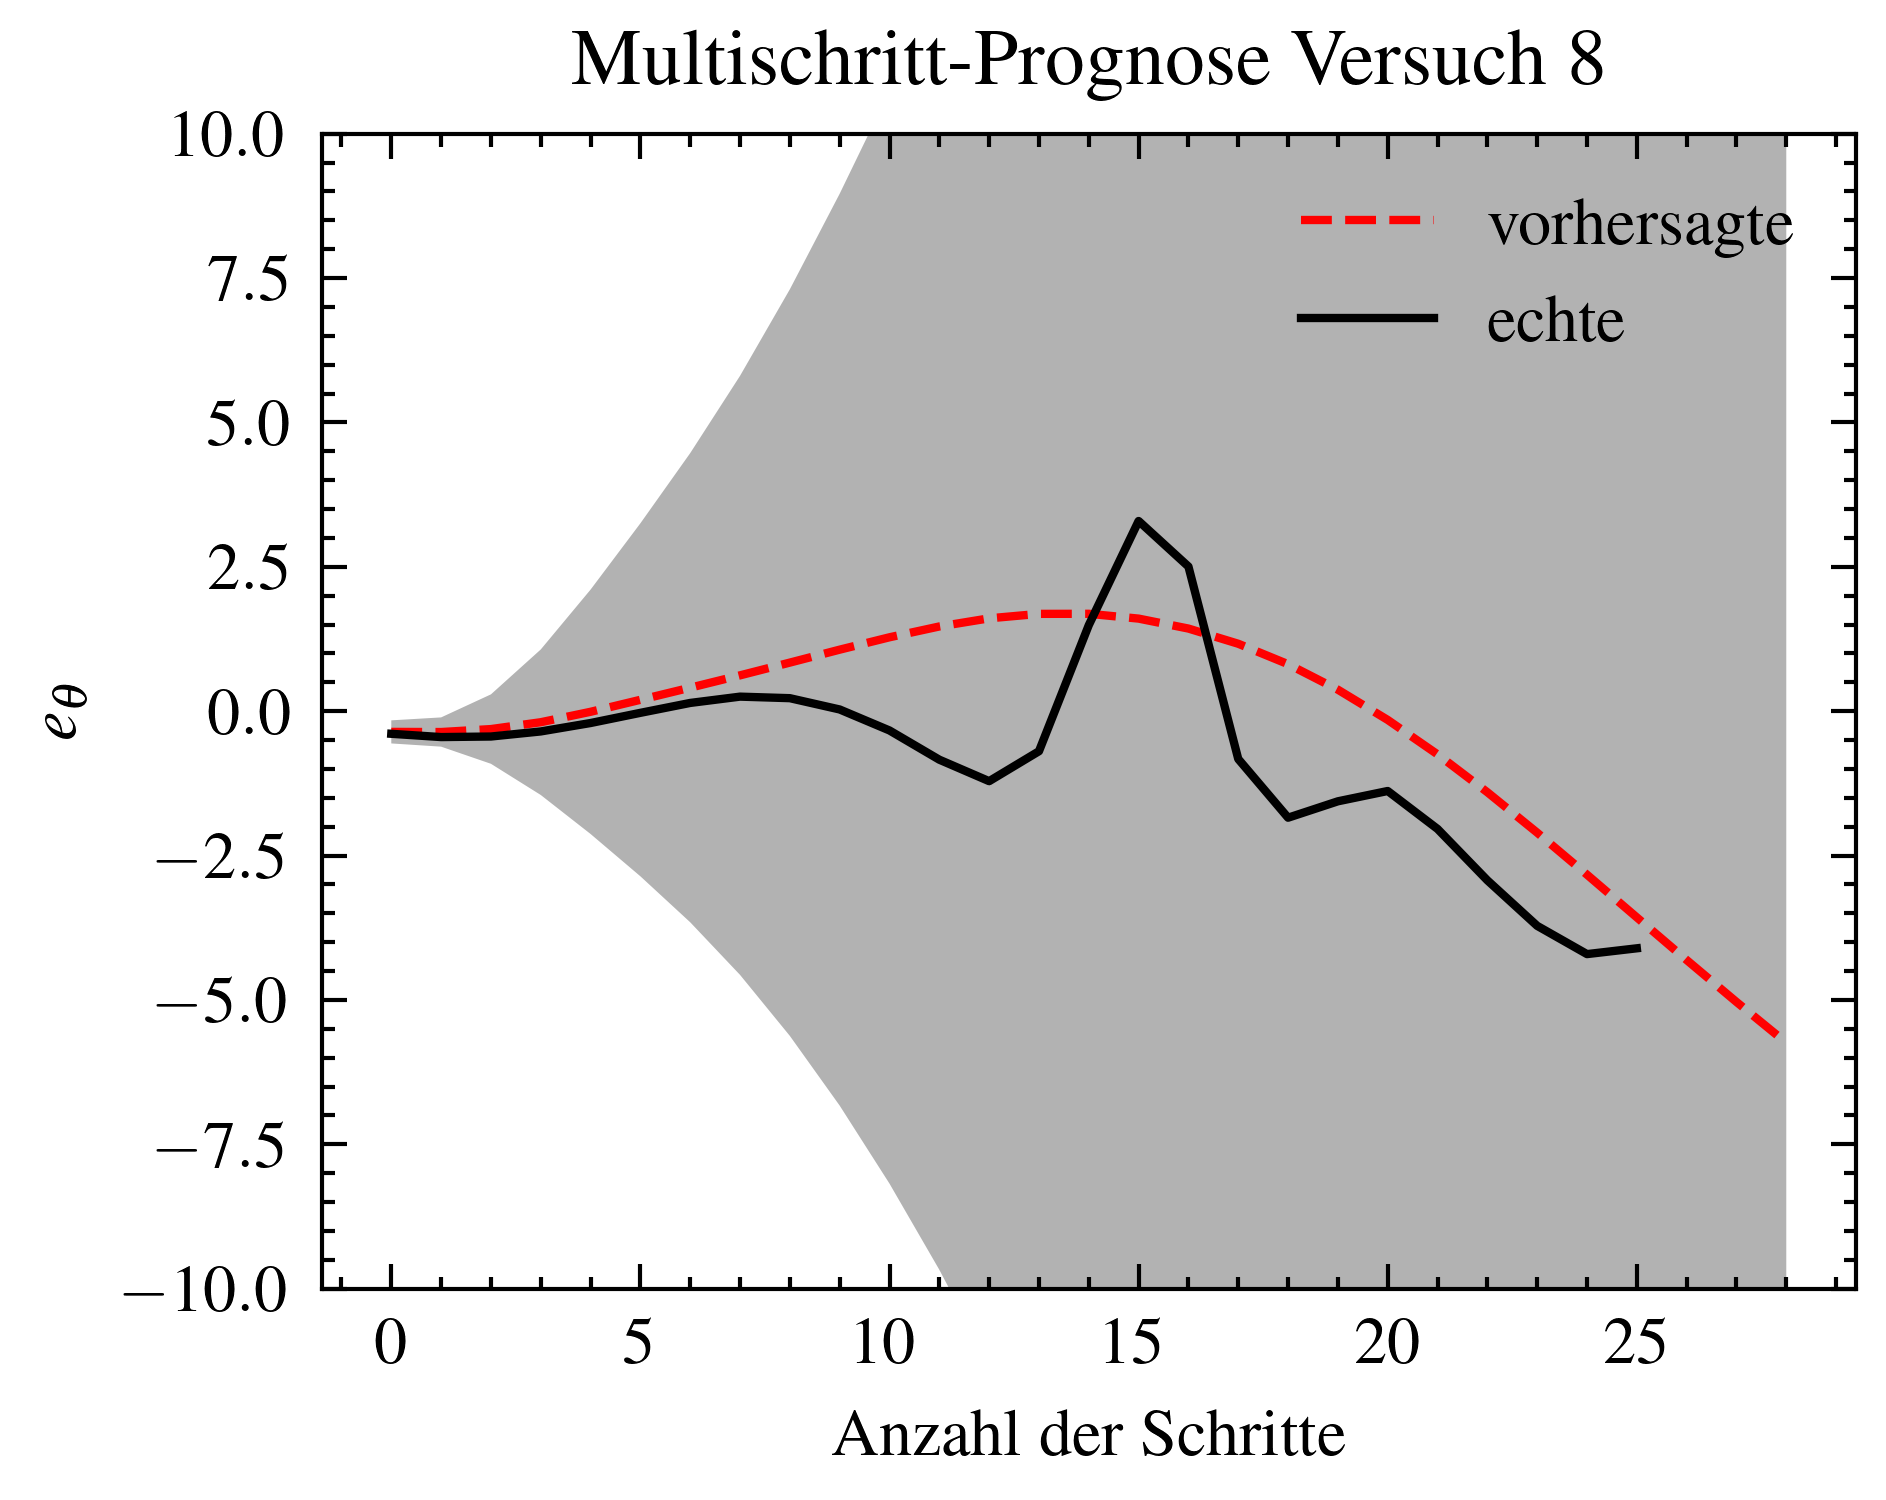 Multischritt-Prognose Versuch 8
10.0
7.5
5.0
2.5
0.0
−2.5
−5.0
−7.5
−10.0
eθ
vorhersagte
echte
0 5 10 15 20 25
Anzahl der Schritte